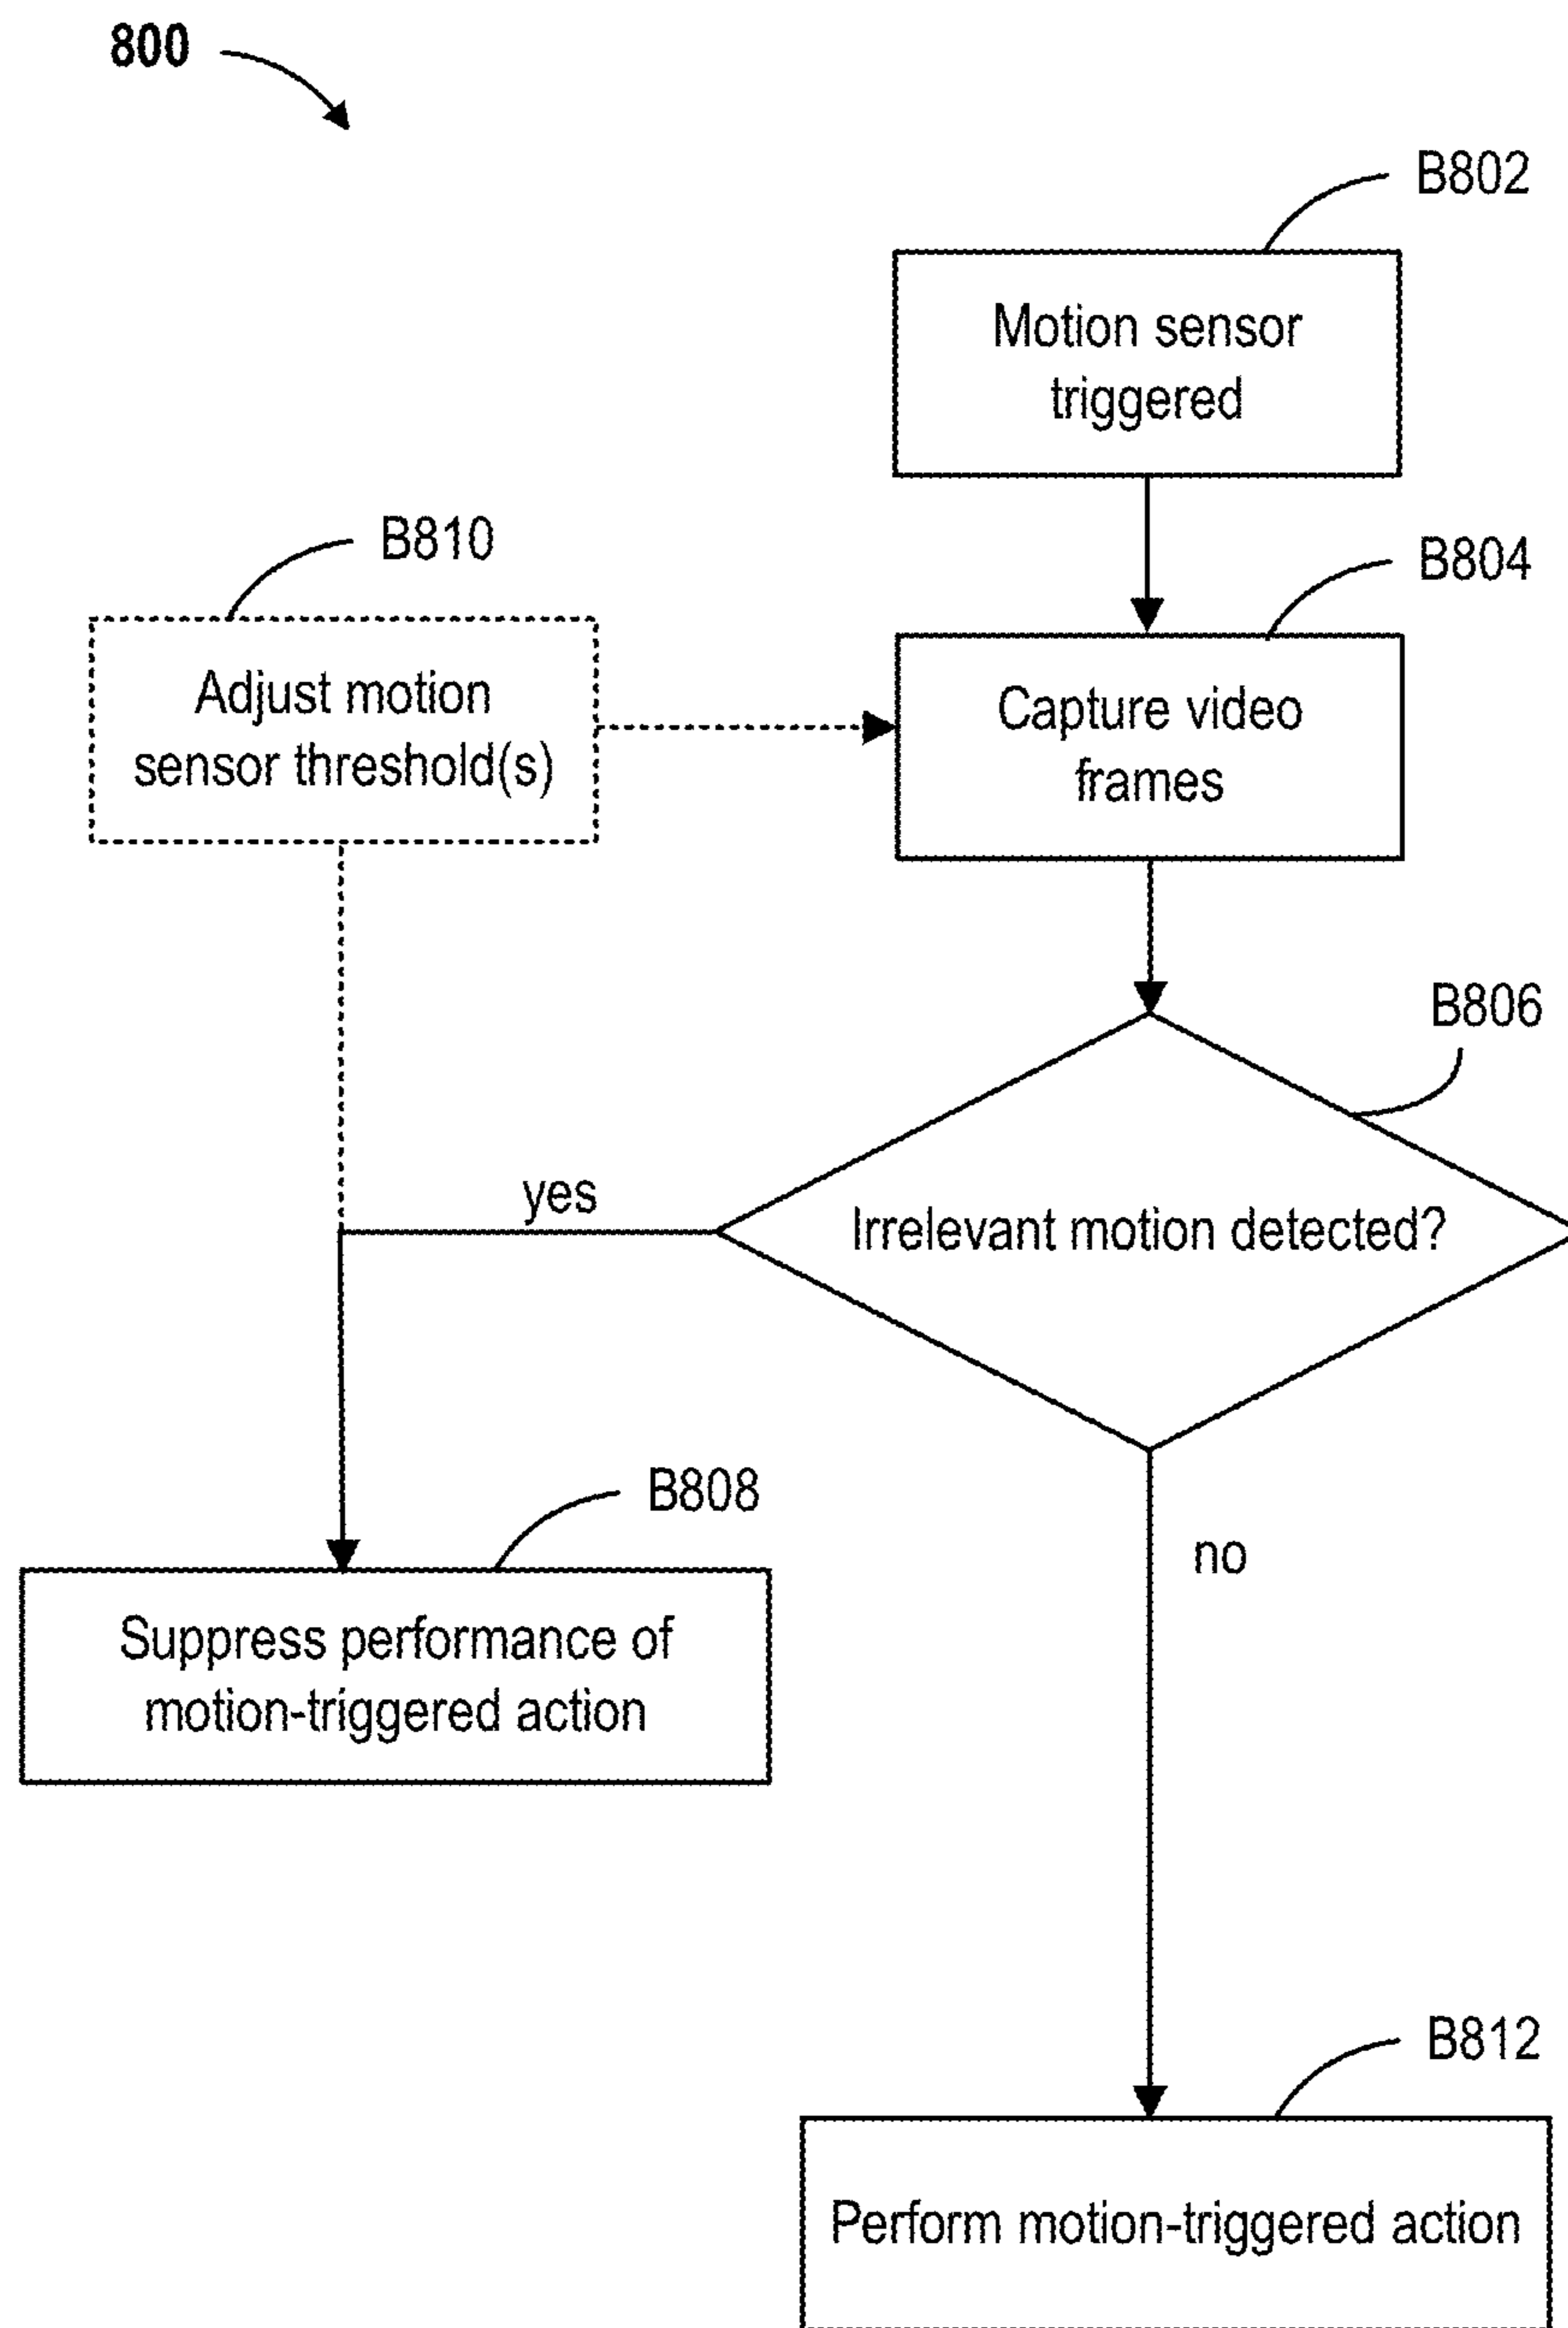 800
B802
Motion sensor
triggered
B810
B804
Adjust motion
sensor threshold(s)
Capture video
frames
B806
yes
Irrelevant motion detected?
B808
no
Suppress performance of
motion-triggered action
B812
Perform motion-triggered action